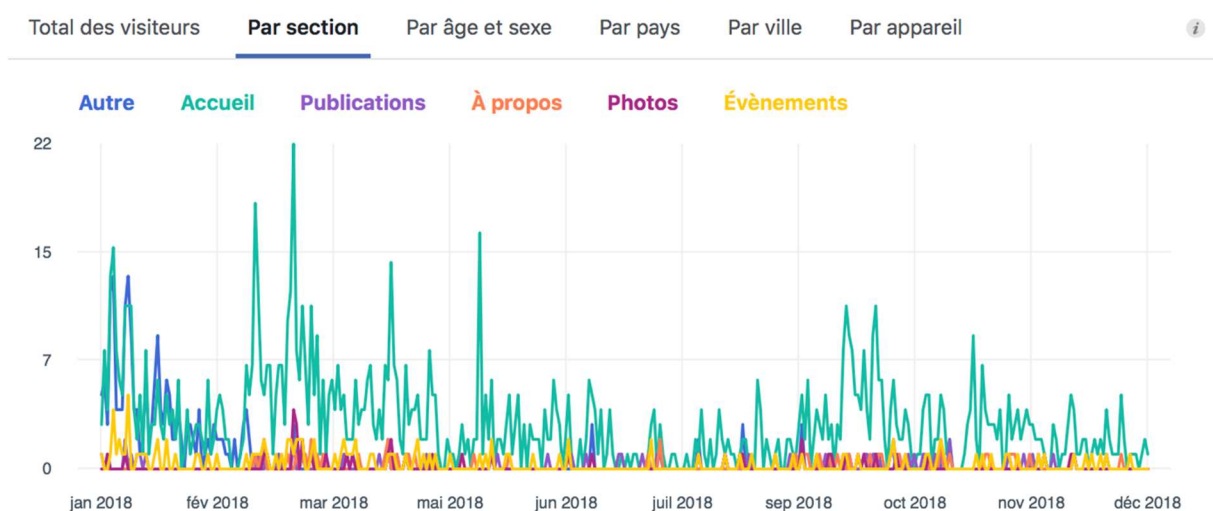 Total des visiteurs Par section Par âge et sexe Par pays Par ville Par appareil i
Autre Accueil Publications À propos Photos Évènements
22
15
7
0
jan 2018 fév 2018 mar 2018 mai 2018 jun 2018 juil 2018 sep 2018 oct 2018 nov 2018 déc 2018